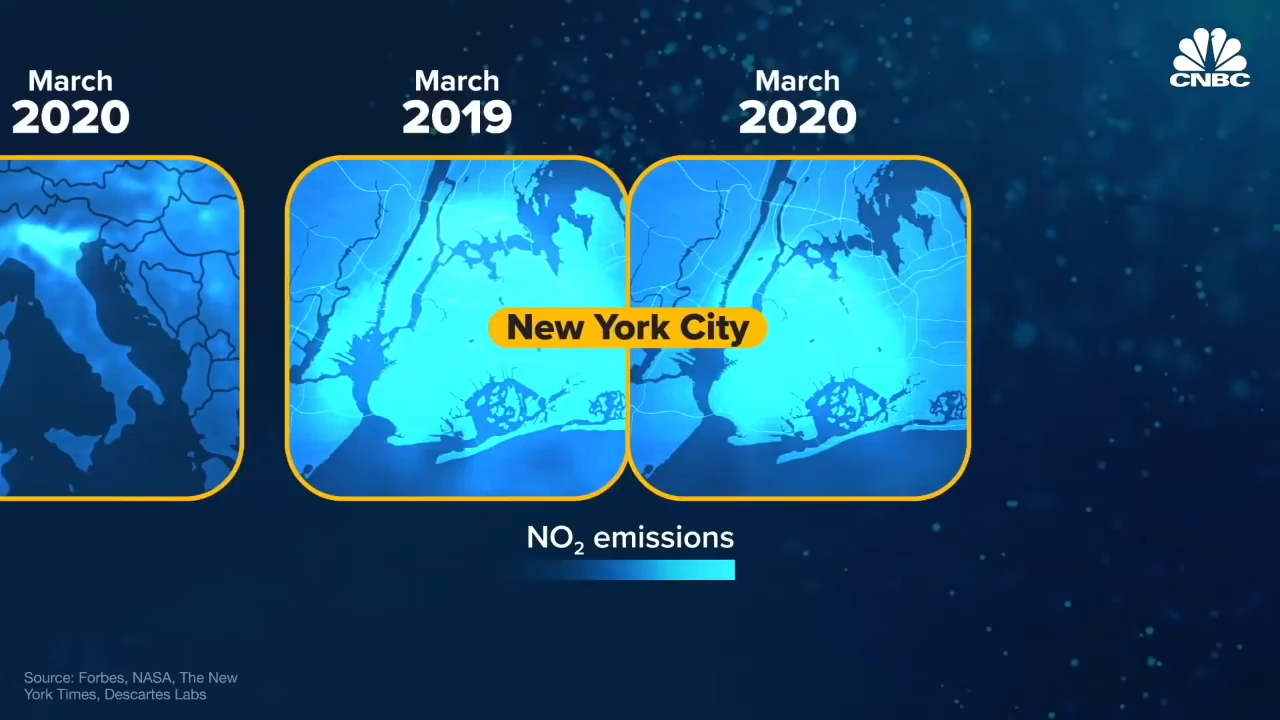 CNBC
March
2020
March
2019
March
2020
New York City
NO₂ emissions
Source: Forbes, NASA, The New
York Times, Descartes Labs